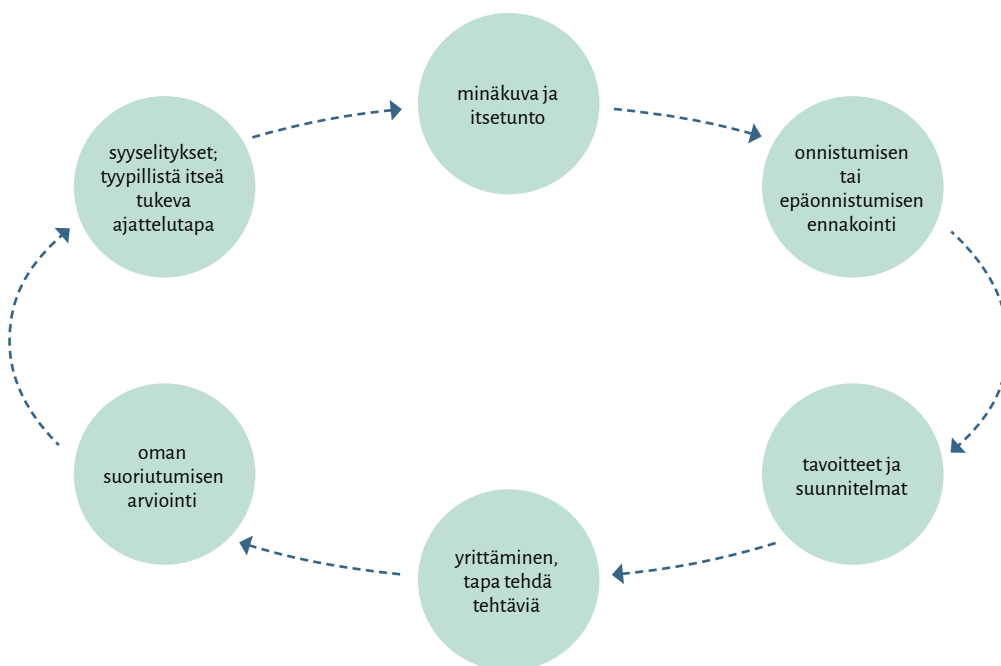 minäkuva ja
itsetunto
onnistumisen
tai
epäonnistumisen
ennakointi
tavoitteet ja
suunnitelmat
yrittäminen,
tapa tehdä
tehtäviä
oman
suoriutumisen
arviointi
syyselitykset;
tyypillistä itseä
tukeva
ajattelutapa